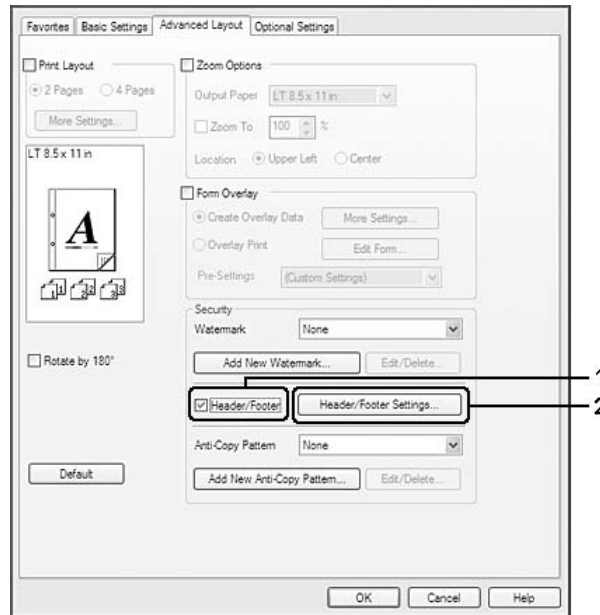 Favorites Basic Settings Advanced Layout Optional Settings
Print Layout
2 Pages 4 Pages
More Settings...
LT 8.5 x 11 in
A
Rotate by 180°
Default
Zoom Options
Output Paper LT 8.5 x 11 in
Zoom To 100 %
Location Upper Left Center
Form Overlay
Create Overlay Data More Settings...
Overlay Print Edit Form...
Pre-Settings (Custom Settings)
Security
Watermark None
Add New Watermark... Edit/Delete...
Header/Footer Header/Footer Settings...
1
2
Anti-Copy Pattern None
Add New Anti-Copy Pattern... Edit/Delete...
OK Cancel Help